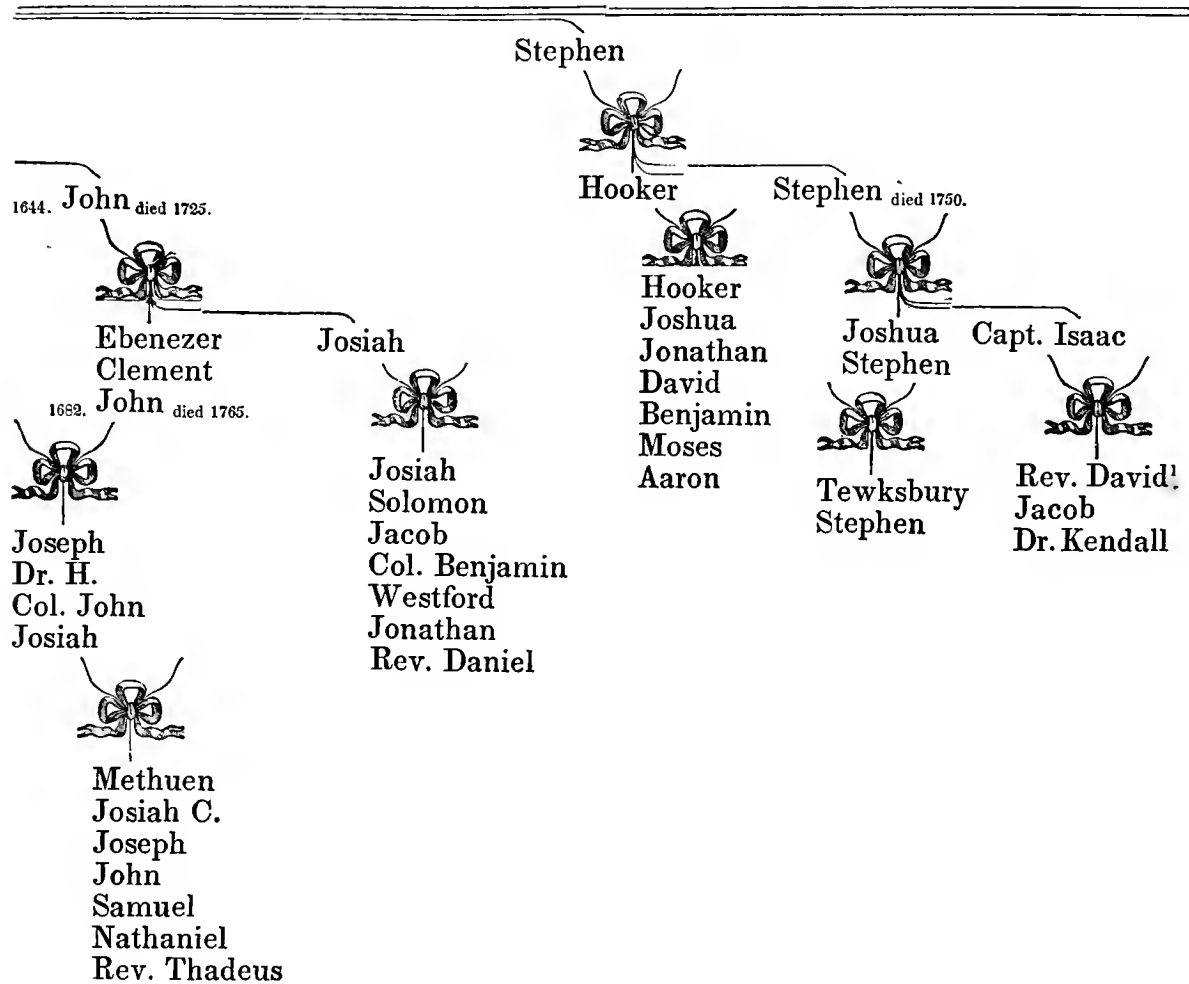 Stephen
Hooker
Stephen died 1750.
1644. John died 1725.
Hooker
Joshua
Jonathan
David
Benjamin
Moses
Aaron
Joshua
Stephen
Capt. Isaac
Ebenezer
Clement
1682. John died 1765.
Josiah
Tewksbury
Stephen
Rev. David¹.
Jacob
Dr. Kendall
Josiah
Solomon
Jacob
Col. Benjamin
Westford
Jonathan
Rev. Daniel
Joseph
Dr. H.
Col. John
Josiah
Methuen
Josiah C.
Joseph
John
Samuel
Nathaniel
Rev. Thadeus